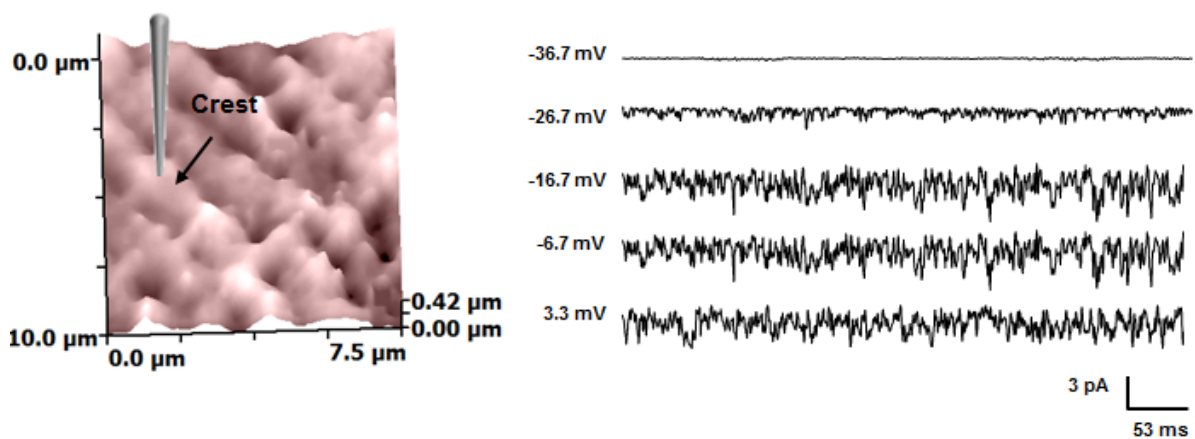 0.0 µm
Crest
0.42 µm
0.00 µm
10.0 µm
0.0 µm
7.5 µm
-36.7 mV
-26.7 mV
-16.7 mV
-6.7 mV
3.3 mV
3 pA
53 ms